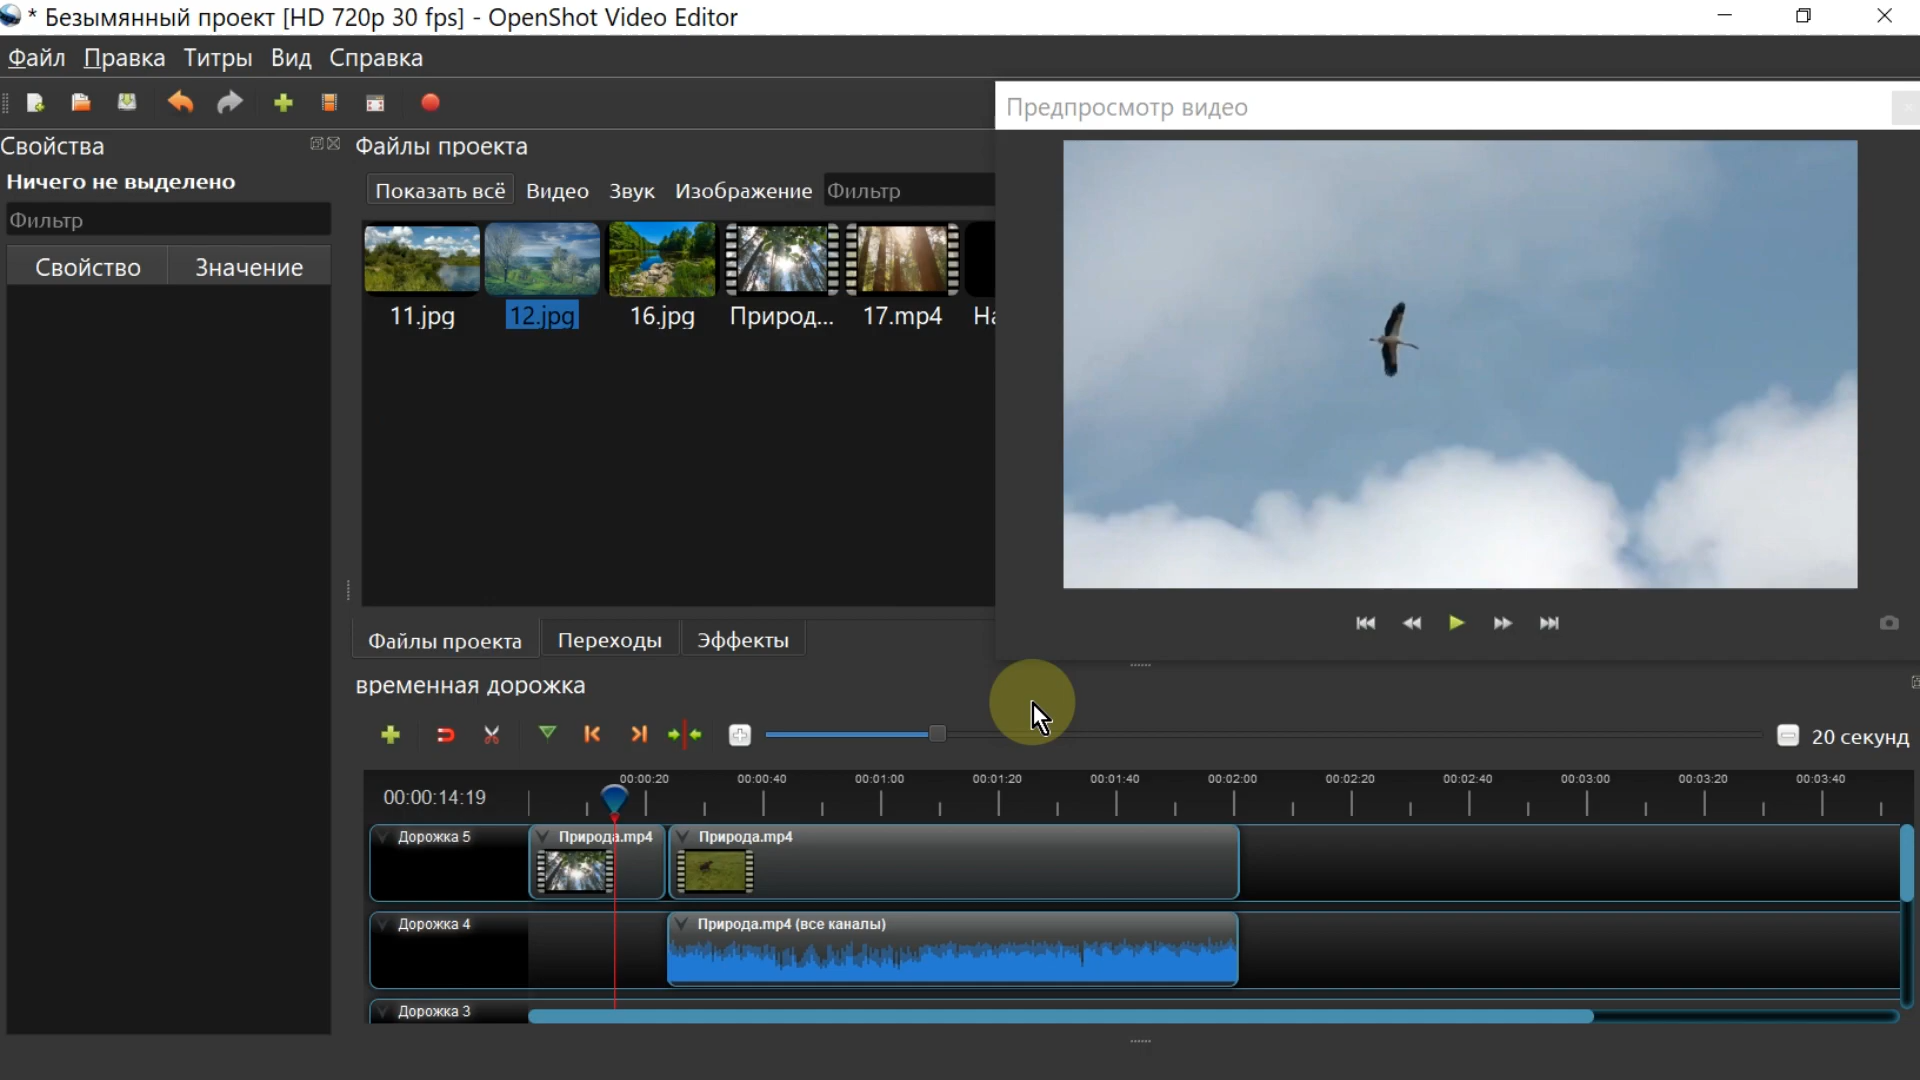 * Безымянный проект [HD 720p 30 fps] - OpenShot Video Editor
Файл Правка Титры Вид Справка
Предпросмотр видео
Свойства
Файлы проекта
Ничего не выделено
Показать всё Видео Звук Изображение Фильтр
Фильтр
Свойство Значение
11.jpg 12.jpg 16.jpg Природ... 17.mp4 На
Файлы проекта Переходы Эффекты
временная дорожка
20 секунд
00:00:14:19
00:00:20 00:00:40 00:01:00 00:01:20 00:01:40 00:02:00 00:02:20 00:02:40 00:03:00 00:03:20 00:03:40
Дорожка 5 Природа.mp4 Природа.mp4
Дорожка 4 Природа.mp4 (все каналы)
Дорожка 3